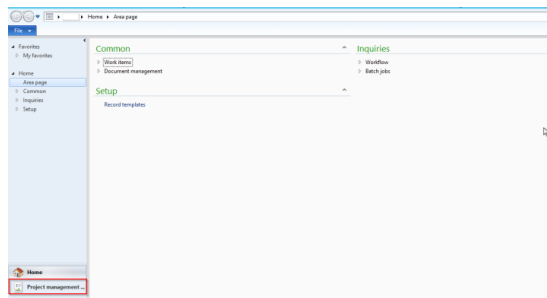 Home
Area page
File
Favorites
My favorites
Home
Area page
Common
Inquiries
Setup
Common
Work items
Document management
Setup
Record templates
Inquiries
Workflow
Batch jobs
Home
Project management ...